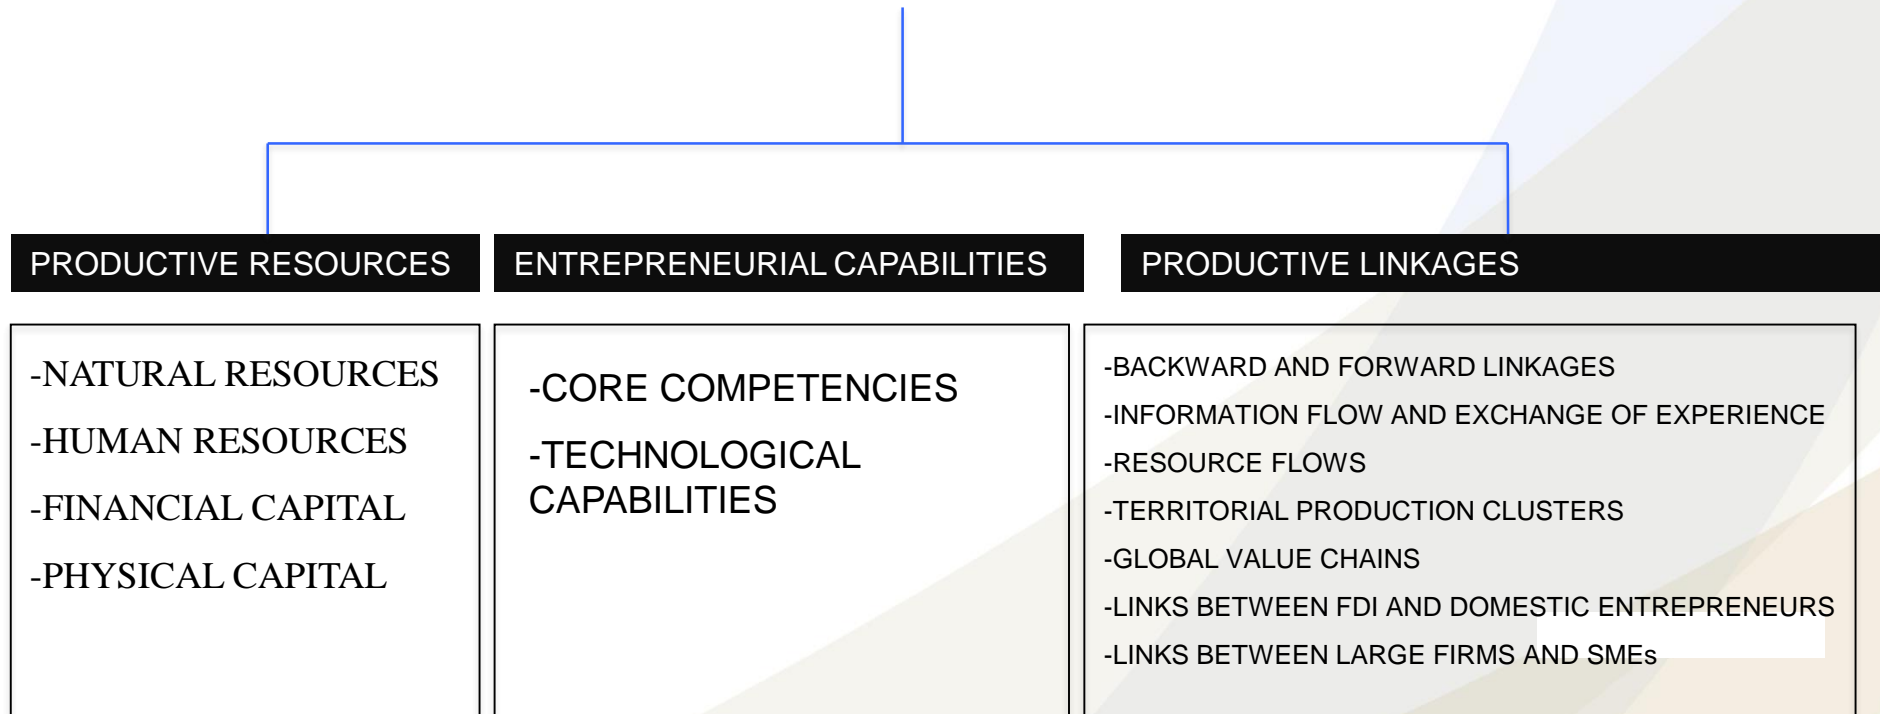 PRODUCTIVE RESOURCES
ENTREPRENEURIAL CAPABILITIES
PRODUCTIVE LINKAGES
-NATURAL RESOURCES
-HUMAN RESOURCES
-FINANCIAL CAPITAL
-PHYSICAL CAPITAL
-CORE COMPETENCIES
-TECHNOLOGICAL
CAPABILITIES
-BACKWARD AND FORWARD LINKAGES
-INFORMATION FLOW AND EXCHANGE OF EXPERIENCE
-RESOURCE FLOWS
-TERRITORIAL PRODUCTION CLUSTERS
-GLOBAL VALUE CHAINS
-LINKS BETWEEN FDI AND DOMESTIC ENTREPRENEURS
-LINKS BETWEEN LARGE FIRMS AND SMEs